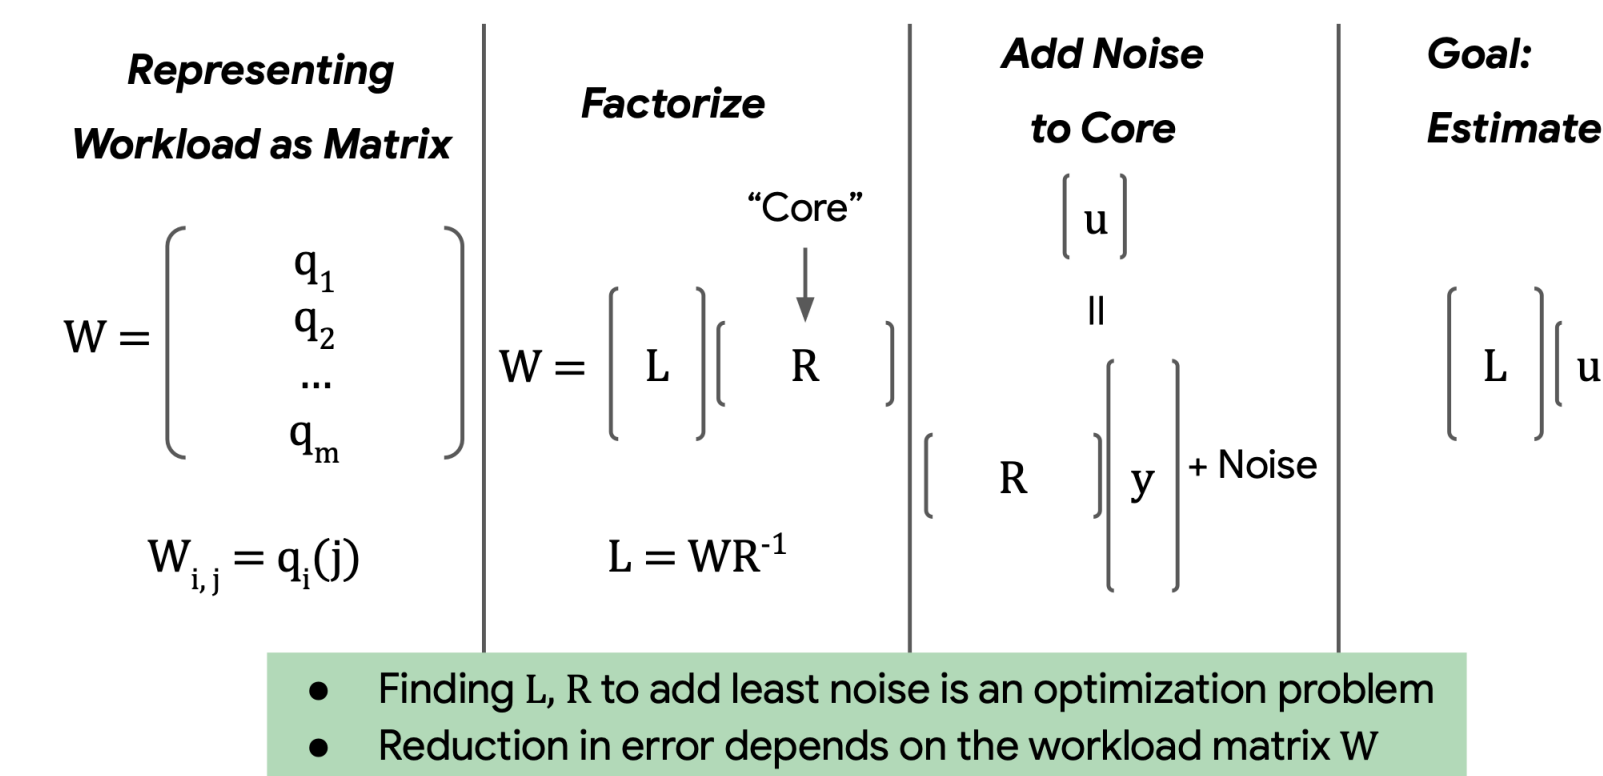 Representing
Workload as Matrix
W =
q₁
q₂
...
qₘ
Wᵢ, ⱼ = qᵢ(j)
Factorize
“Core”
W = L R
L = WR⁻¹
Add Noise
to Core
u
=
R y + Noise
Goal:
Estimate
L u
● Finding L, R to add least noise is an optimization problem
● Reduction in error depends on the workload matrix W